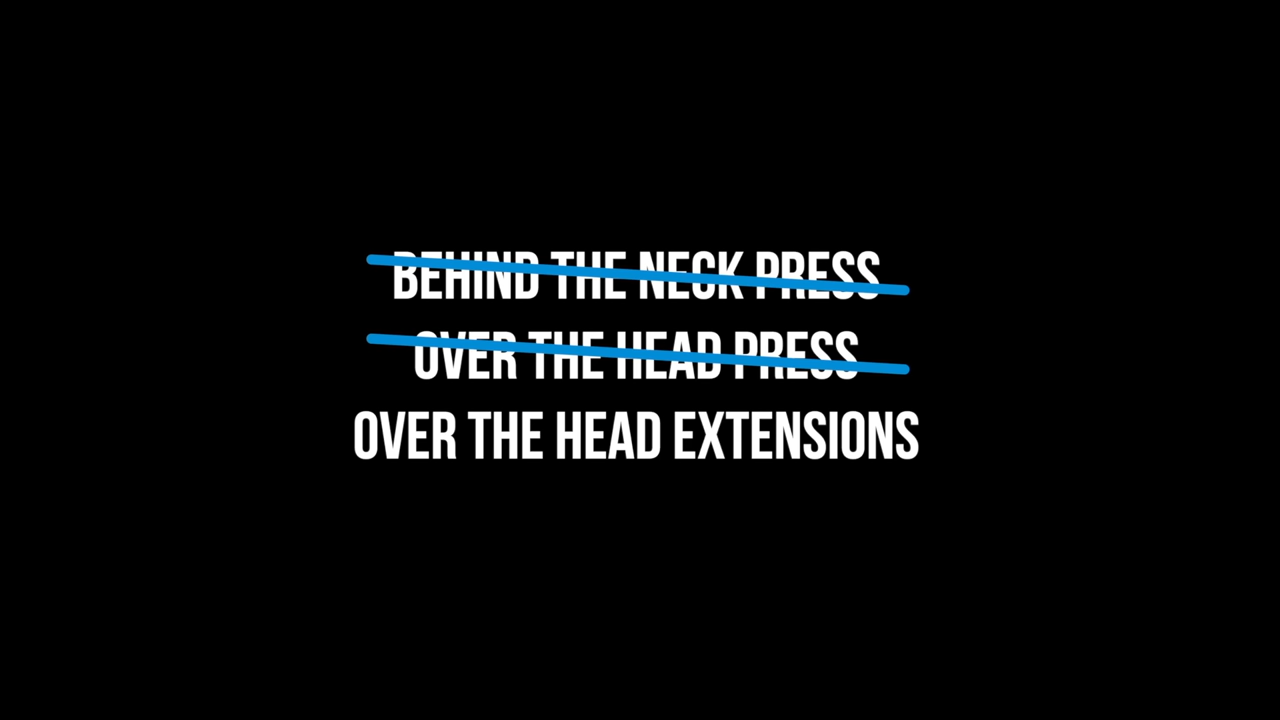 BEHIND THE NECK PRESS
OVER THE HEAD PRESS
OVER THE HEAD EXTENSIONS